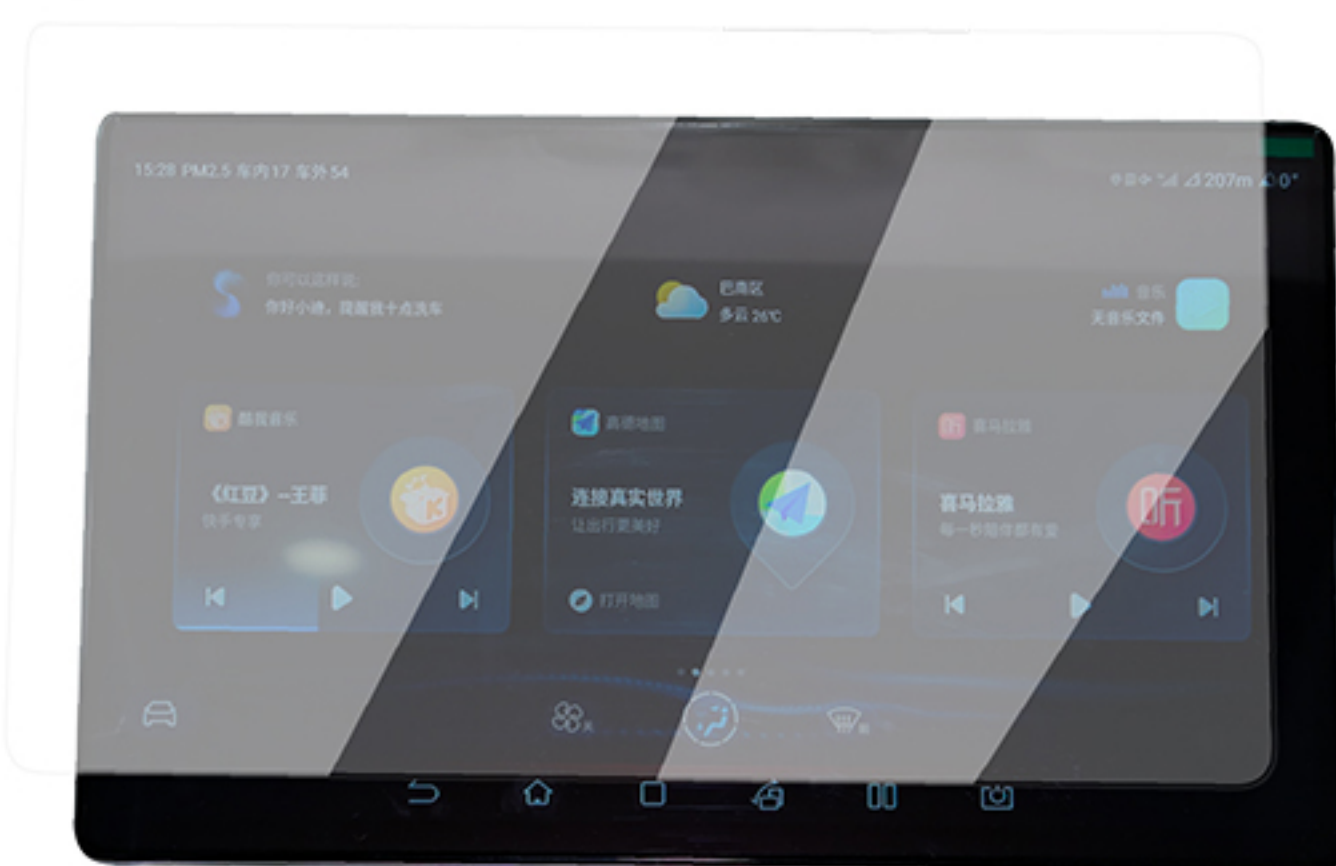 15:28 PM2.5 车内17 车外54
207m
0°
你可以这样说:
你好小迪，提醒我十点洗车
巴南区
多云 26℃
音乐
无音乐文件
酷我音乐
《红豆》-王菲
快手专享
高德地图
连接真实世界
让出行更美好
打开地图
喜马拉雅
喜马拉雅
每一秒陪你都有爱
听
关